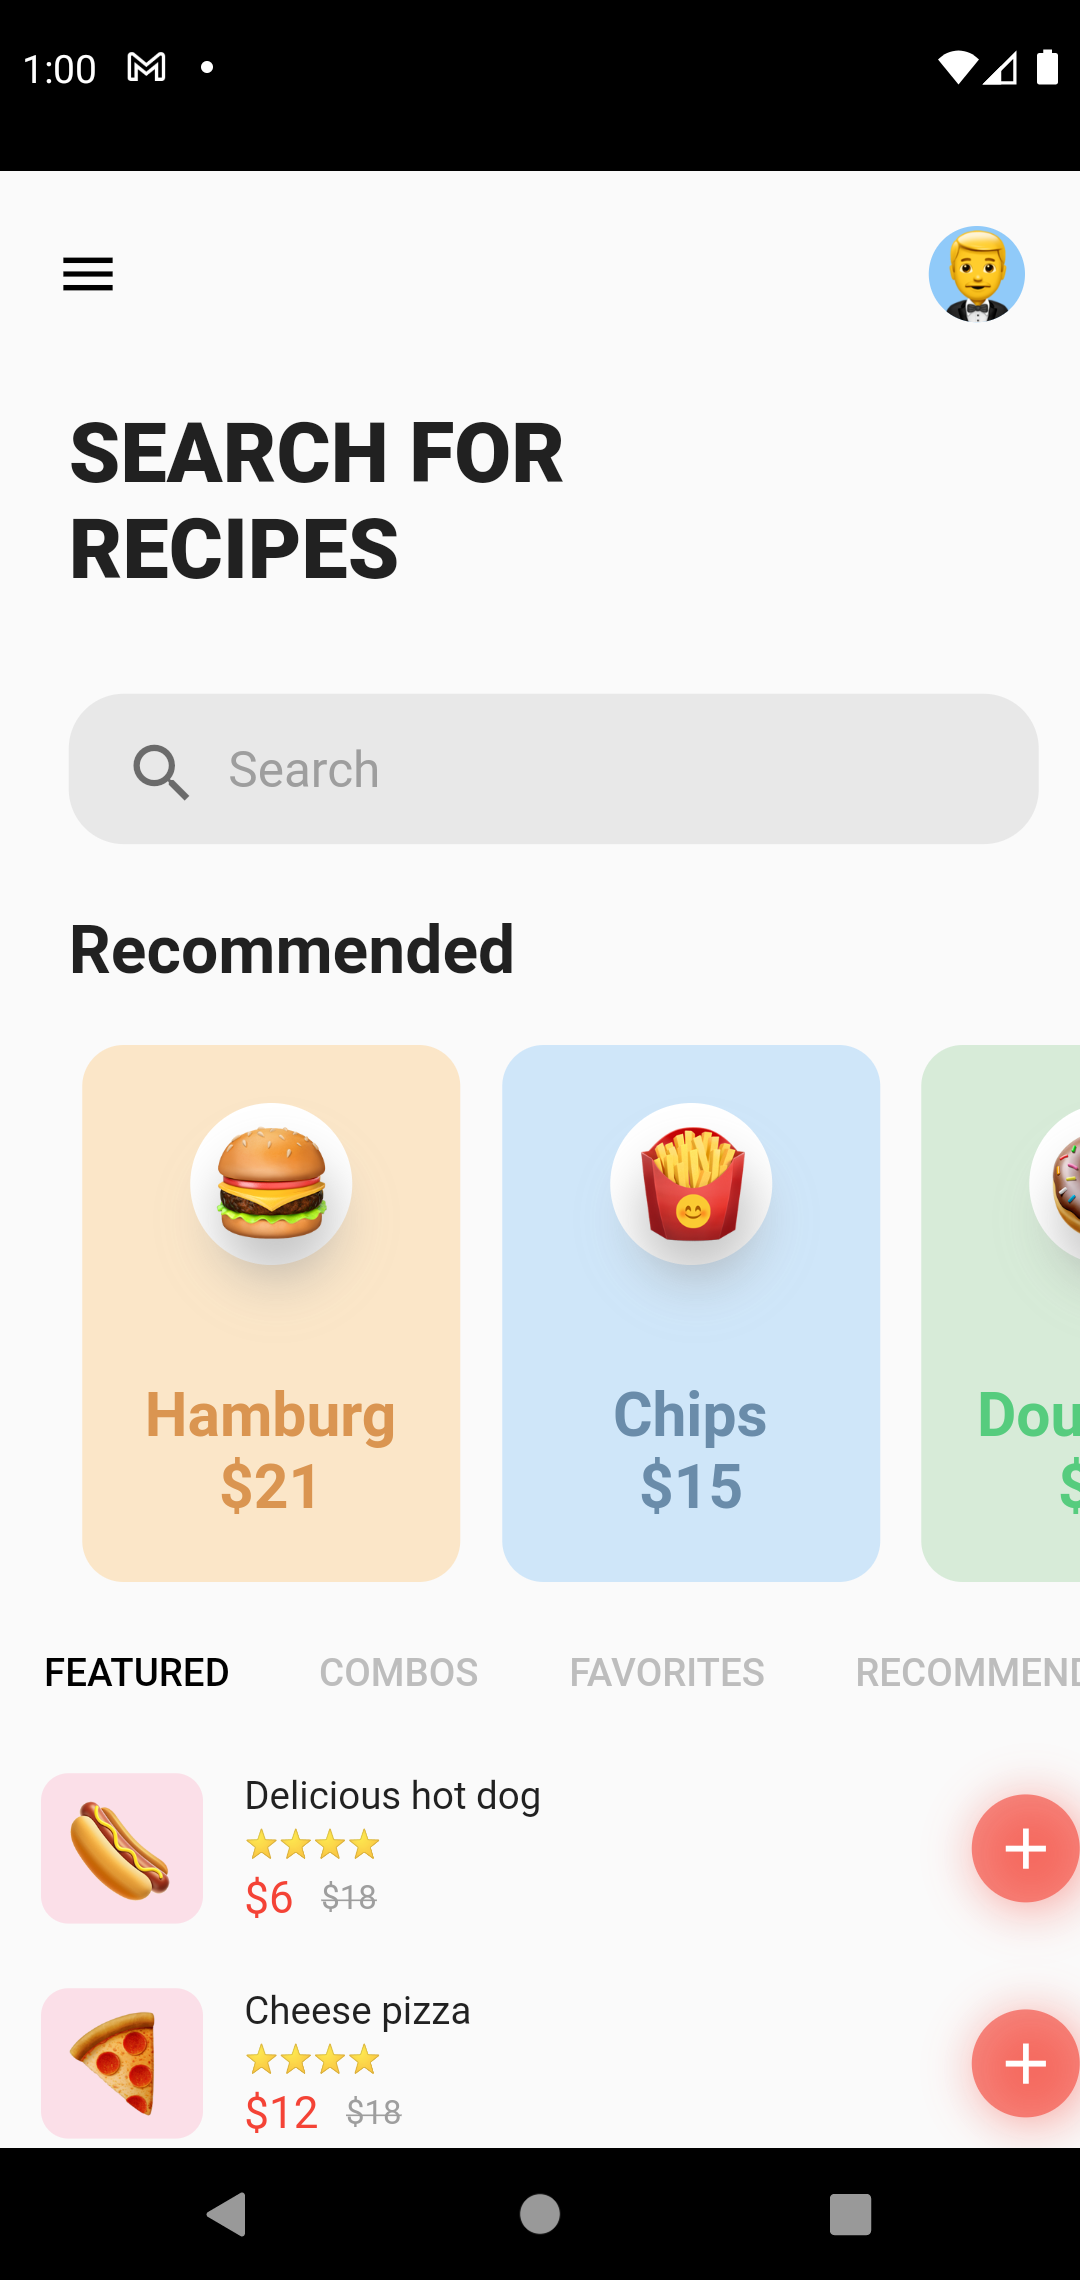 1:00
SEARCH FOR
RECIPES
Search
Recommended
Hamburg
$21
Chips
$15
Dou
$
FEATURED COMBOS FAVORITES RECOMMEND
Delicious hot dog
$6 $18
Cheese pizza
$12 $18